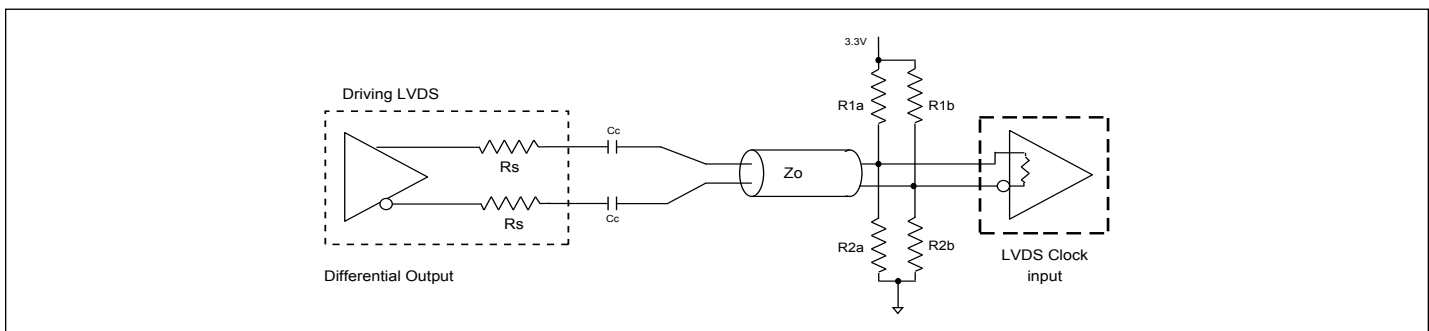 3.3V
Driving LVDS
R1a
R1b
Cc
Rs
Zo
Cc
Rs
R2a
R2b
LVDS Clock
input
Differential Output